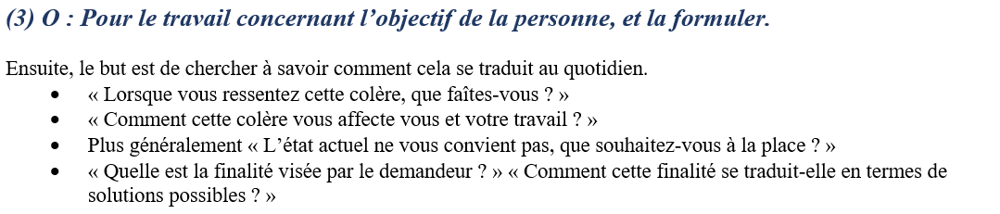 (3) O : Pour le travail concernant l’objectif de la personne, et la formuler.
Ensuite, le but est de chercher à savoir comment cela se traduit au quotidien.
• « Lorsque vous ressentez cette colère, que faîtes-vous ? »
• « Comment cette colère vous affecte vous et votre travail ? »
• Plus généralement « L’état actuel ne vous convient pas, que souhaitez-vous à la place ? »
• « Quelle est la finalité visée par le demandeur ? » « Comment cette finalité se traduit-elle en termes de
solutions possibles ? »